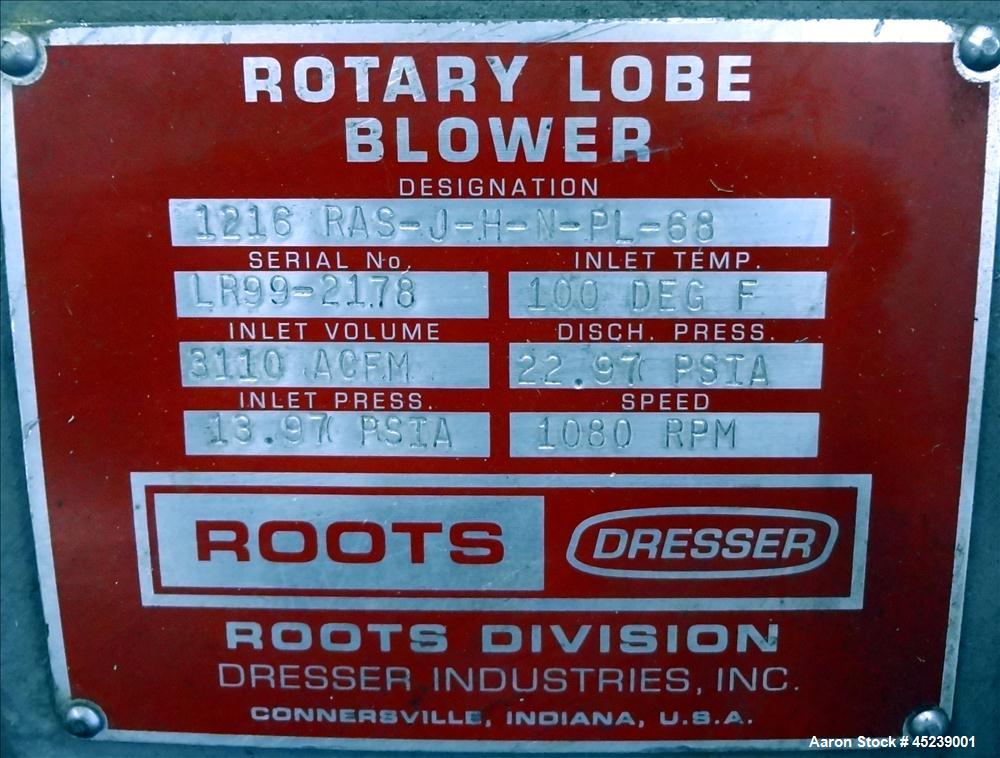 ROTARY LOBE
BLOWER
DESIGNATION
1216 RAS-J-H-N-PL-68
SERIAL No. INLET TEMP.
LR99-2178 100 DEG F
INLET VOLUME DISCH. PRESS.
3110 ACFM 22.97 PSIA
INLET PRESS. SPEED
13.97 PSIA 1080 RPM
ROOTS DRESSER
ROOTS DIVISION
DRESSER INDUSTRIES, INC.
CONNERSVILLE, INDIANA, U.S.A.
Aaron Stock # 45239001